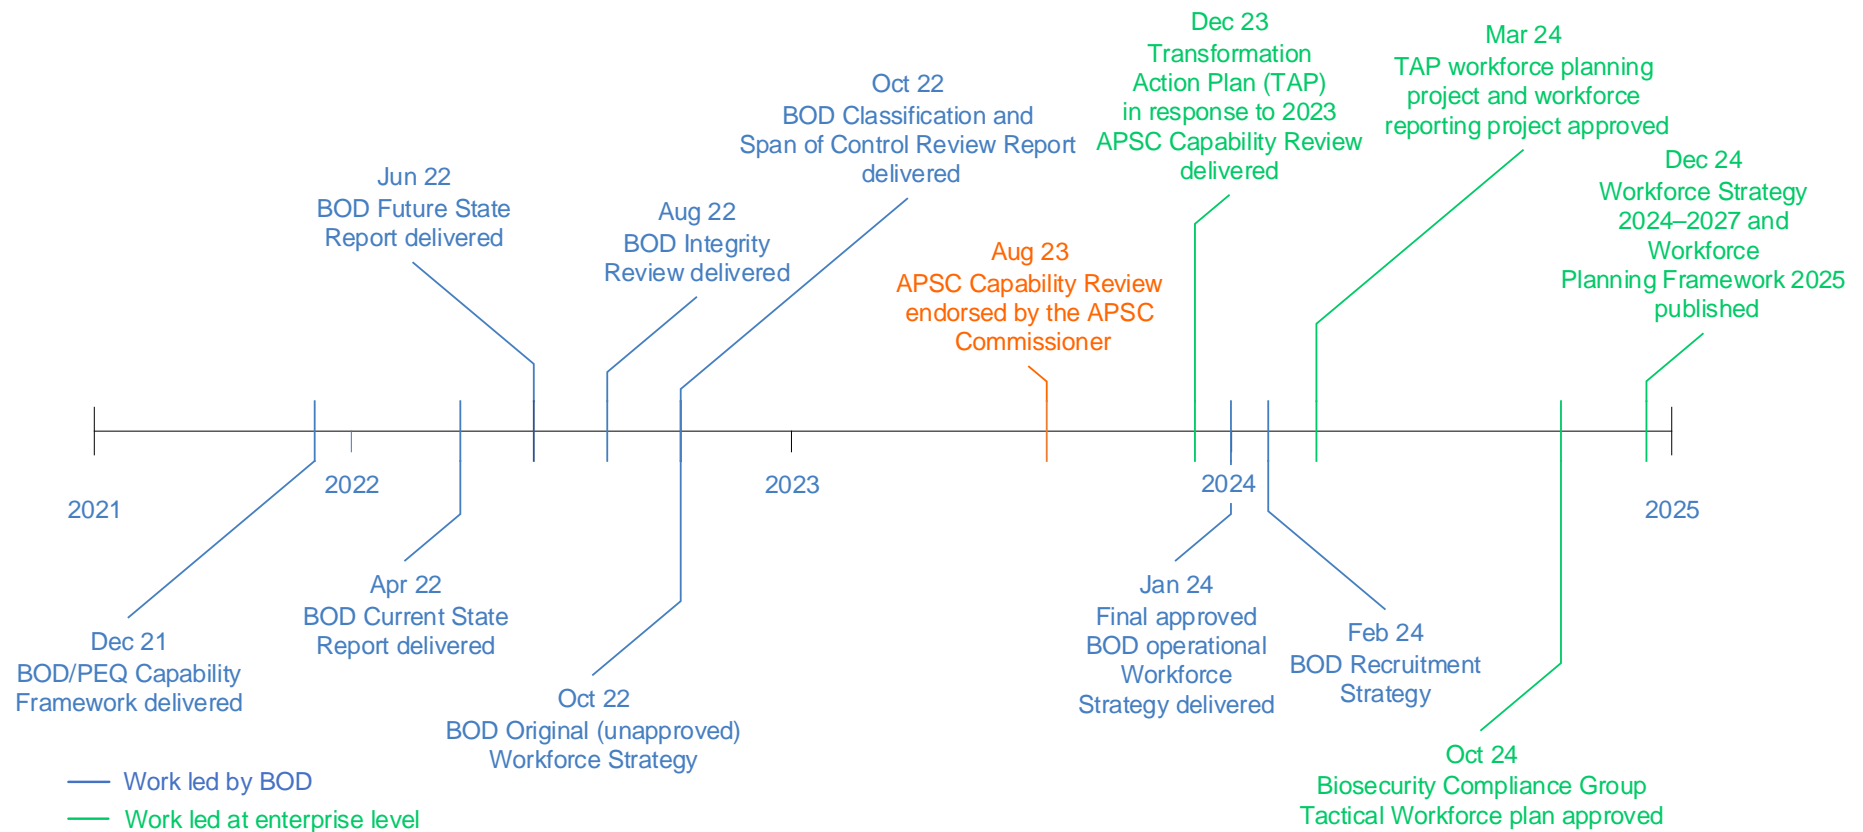 Dec 23
Transformation
Action Plan (TAP)
in response to 2023
APSC Capability Review
delivered
Mar 24
TAP workforce planning
project and workforce
reporting project approved
Oct 22
BOD Classification and
Span of Control Review Report
delivered
Dec 24
Workforce Strategy
2024–2027 and
Workforce
Planning Framework 2025
published
Jun 22
BOD Future State
Report delivered
Aug 22
BOD Integrity
Review delivered
Aug 23
APSC Capability Review
endorsed by the APSC
Commissioner
2021
2022
2023
2024
2025
Dec 21
BOD/PEQ Capability
Framework delivered
Apr 22
BOD Current State
Report delivered
Oct 22
BOD Original (unapproved)
Workforce Strategy
Jan 24
Final approved
BOD operational
Workforce
Strategy delivered
Feb 24
BOD Recruitment
Strategy
Oct 24
Biosecurity Compliance Group
Tactical Workforce plan approved
Work led by BOD
Work led at enterprise level